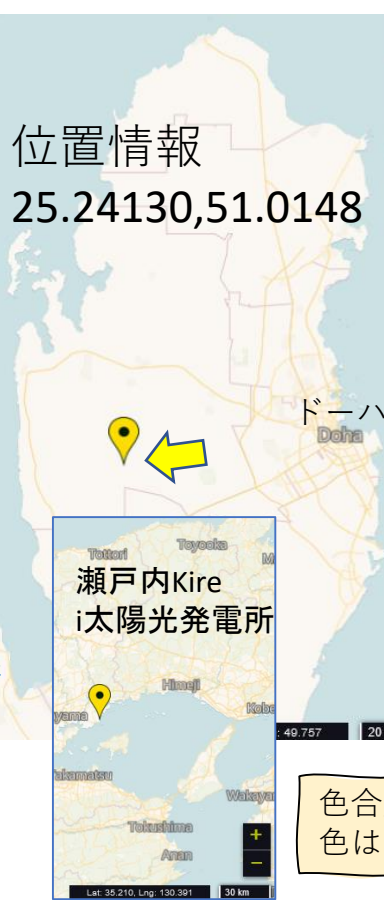 位置情報
25.24130,51.0148
ドーハ
Doha
Tottori
Toyooka
瀬戸内Kire
i太陽光発電所
Himeji
yama
Kobe
: 49.757
20
akamatsu
Wakaya
Tokushima
Anan
+
−
Lat: 35.210, Lng: 130.391
30 km
色合
色は